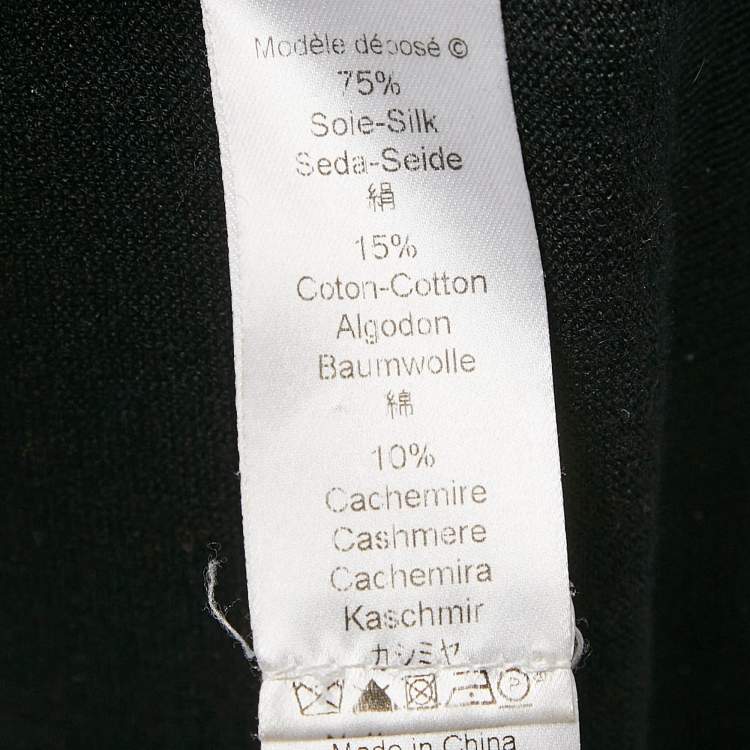 Modèle déposé ©
75%
Soie-Silk
Seda-Seide
絹
15%
Coton-Cotton
Algodon
Baumwolle
綿
10%
Cachemire
Cashmere
Cachemira
Kaschmir
カシミヤ
Made in China